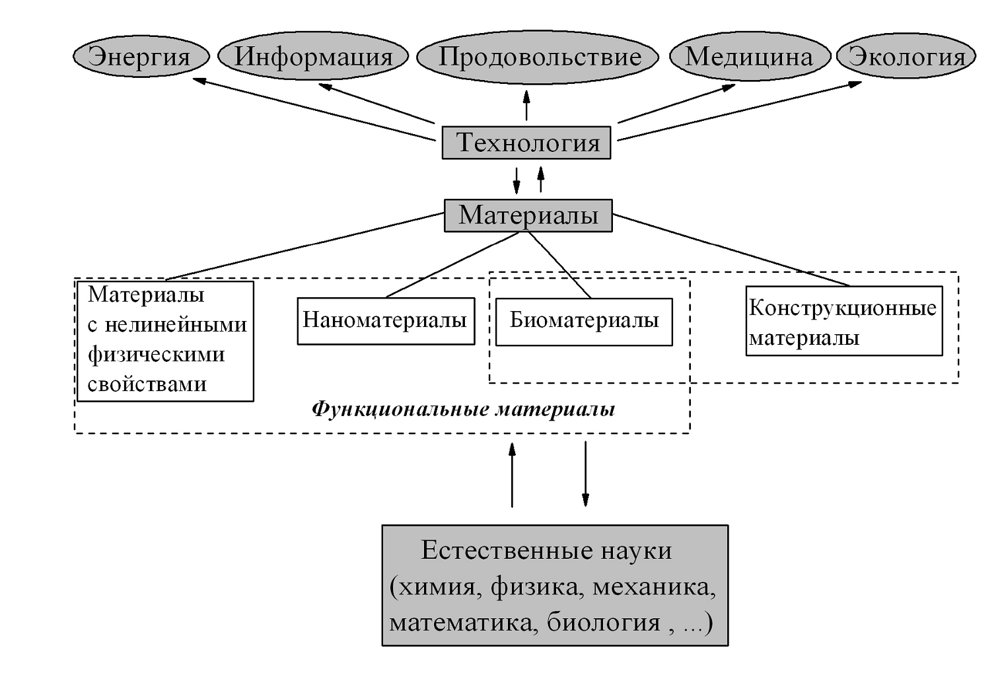 Энергия
Информация
Продовольствие
Медицина
Экология
Технология
Материалы
Материалы
с нелинейными
физическими
свойствами
Наноматериалы
Биоматериалы
Конструкционные
материалы
Функциональные материалы
Естественные науки
(химия, физика, механика,
математика, биология , ...)